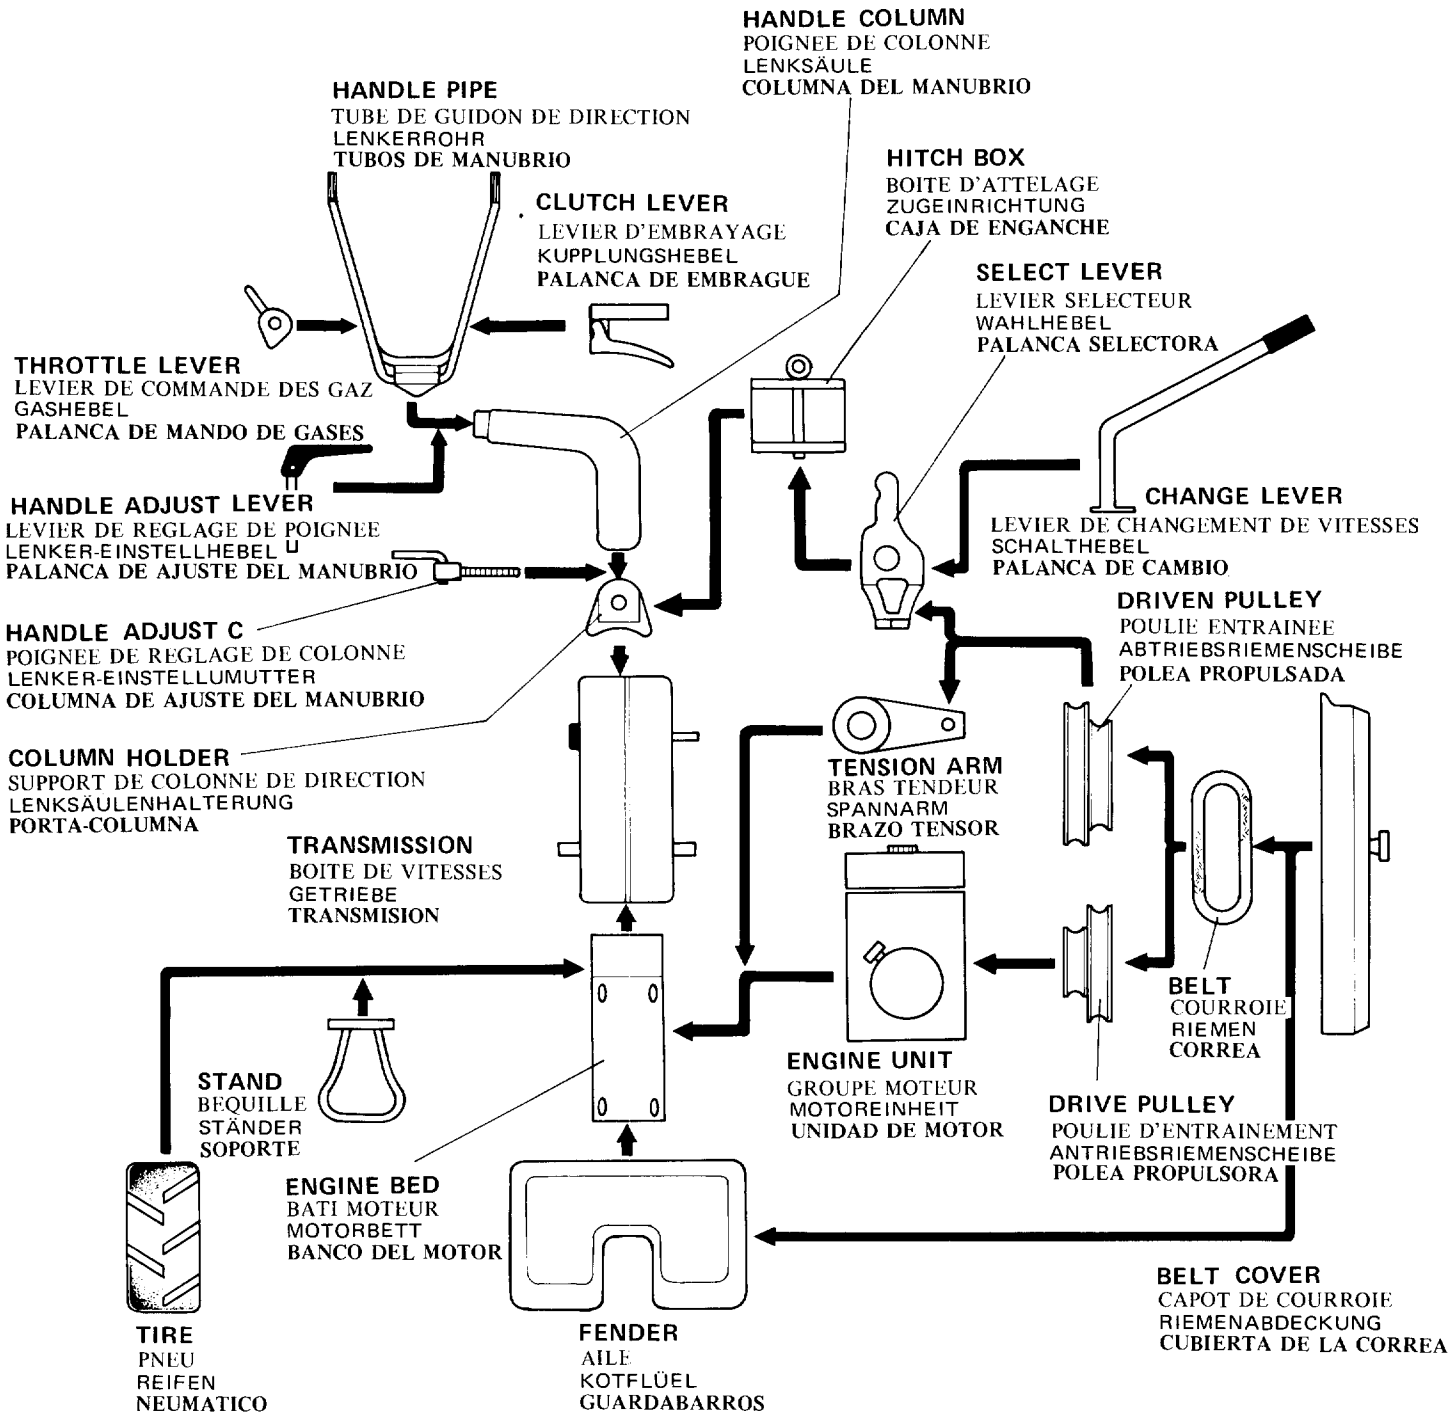 HANDLE COLUMN
POIGNEE DE COLONNE
LENKSÄULE
COLUMNA DEL MANUBRIO
HANDLE PIPE
TUBE DE GUIDON DE DIRECTION
LENKERROHR
TUBOS DE MANUBRIO
HITCH BOX
BOITE D'ATTELAGE
ZUGEINRICHTUNG
CAJA DE ENGANCHE
CLUTCH LEVER
LEVIER D'EMBRAYAGE
KUPPLUNGSHEBEL
PALANCA DE EMBRAGUE
SELECT LEVER
LEVIER SELECTEUR
WAHLHEBEL
PALANCA SELECTORA
THROTTLE LEVER
LEVIER DE COMMANDE DES GAZ
GASHEBEL
PALANCA DE MANDO DE GASES
HANDLE ADJUST LEVER
LEVIER DE REGLAGE DE POIGNEE
LENKER-EINSTELLHEBEL
PALANCA DE AJUSTE DEL MANUBRIO
CHANGE LEVER
LEVIER DE CHANGEMENT DE VITESSES
SCHALTHEBEL
PALANCA DE CAMBIO
DRIVEN PULLEY
POULIE ENTRAINEE
ABTRIEBSRIEMENSCHEIBE
POLEA PROPULSADA
HANDLE ADJUST C
POIGNEE DE REGLAGE DE COLONNE
LENKER-EINSTELLUMUTTER
COLUMNA DE AJUSTE DEL MANUBRIO
COLUMN HOLDER
SUPPORT DE COLONNE DE DIRECTION
LENKSÄULENHALTERUNG
PORTA-COLUMNA
TENSION ARM
BRAS TENDEUR
SPANNARM
BRAZO TENSOR
TRANSMISSION
BOITE DE VITESSES
GETRIEBE
TRANSMISION
BELT
COURROIE
RIEMEN
CORREA
ENGINE UNIT
GROUPE MOTEUR
MOTOREINHEIT
UNIDAD DE MOTOR
STAND
BEQUILLE
STÄNDER
SOPORTE
DRIVE PULLEY
POULIE D'ENTRAINEMENT
ANTRIEBSRIEMENSCHEIBE
POLEA PROPULSORA
ENGINE BED
BATI MOTEUR
MOTORBETT
BANCO DEL MOTOR
BELT COVER
CAPOT DE COURROIE
RIEMENABDECKUNG
CUBIERTA DE LA CORREA
TIRE
PNEU
REIFEN
NEUMATICO
FENDER
AILE
KOTFLÜEL
GUARDABARROS